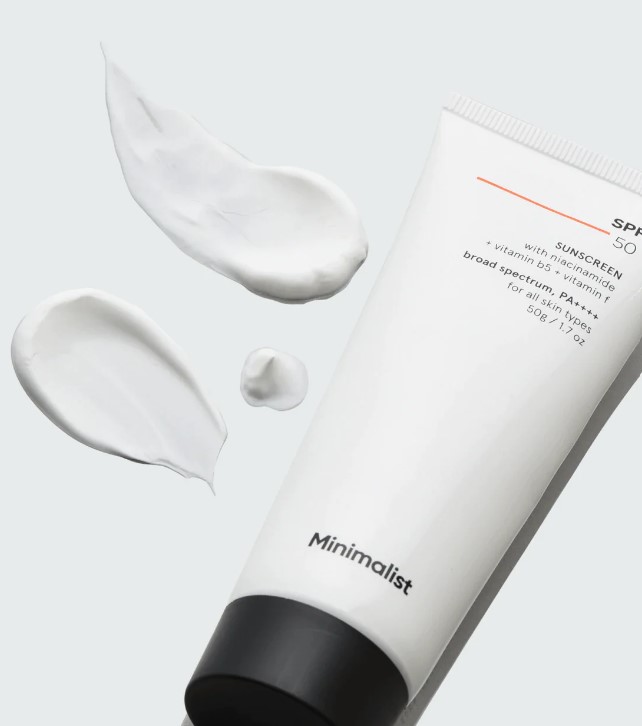 SPF
50
SUNSCREEN
with niacinamide
+ vitamin b5 + vitamin f
broad spectrum, PA++++
for all skin types
50g / 1.7 oz
Minimalist